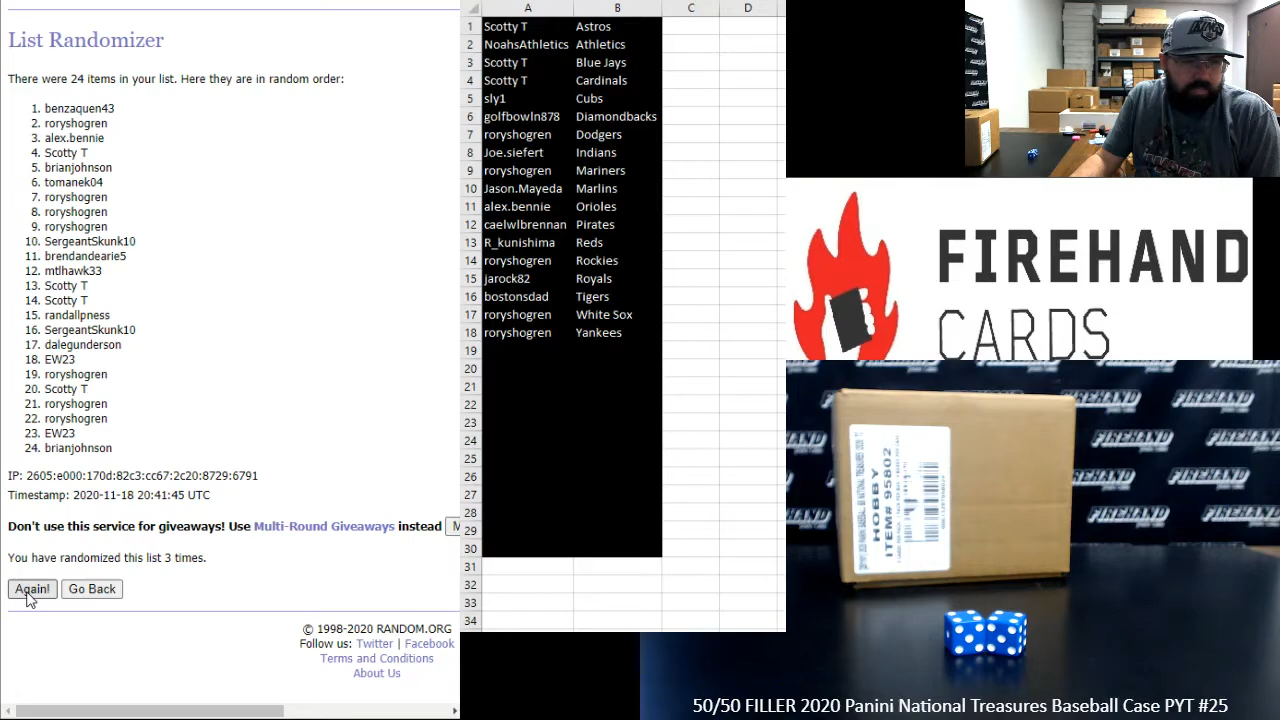 List Randomizer
There were 24 items in your list. Here they are in random order:
1. benzaquen43
2. roryshogren
3. alex.bennie
4. Scotty T
5. brianjohnson
6. tomanek04
7. roryshogren
8. roryshogren
9. roryshogren
10. SergeantSkunk10
11. brendandearie5
12. mtlhawk33
13. Scotty T
14. Scotty T
15. randallpness
16. SergeantSkunk10
17. dalegunderson
18. EW23
19. roryshogren
20. Scotty T
21. roryshogren
22. roryshogren
23. EW23
24. brianjohnson
IP: 2605:e000:170d:82c3:cc67:2c20:8729:6791
Timestamp: 2020-11-18 20:41:45 UTC
Don't use this service for giveaways! Use Multi-Round Giveaways instead
You have randomized this list 3 times.
Again! Go Back
© 1998-2020 RANDOM.ORG
Follow us: Twitter | Facebook
Terms and Conditions
About Us
A B C D
1 Scotty T Astros
2 NoahsAthletics Athletics
3 Scotty T Blue Jays
4 Scotty T Cardinals
5 sly1 Cubs
6 golfbowln878 Diamondbacks
7 roryshogren Dodgers
8 Joe.siefert Indians
9 roryshogren Mariners
10 Jason.Mayeda Marlins
11 alex.bennie Orioles
12 caelwlbrennan Pirates
13 R_kunishima Reds
14 roryshogren Rockies
15 jarock82 Royals
16 bostonsdad Tigers
17 roryshogren White Sox
18 roryshogren Yankees
19
20
21
22
23
24
25
26
27
28
29
30
31
32
33
34
KINGS
FIREHAND
CARDS
HOBBY
ITEM# 95802
FIREHAND
FIREHAND
FIREHAND
FIREHAND
50/50 FILLER 2020 Panini National Treasures Baseball Case PYT #25